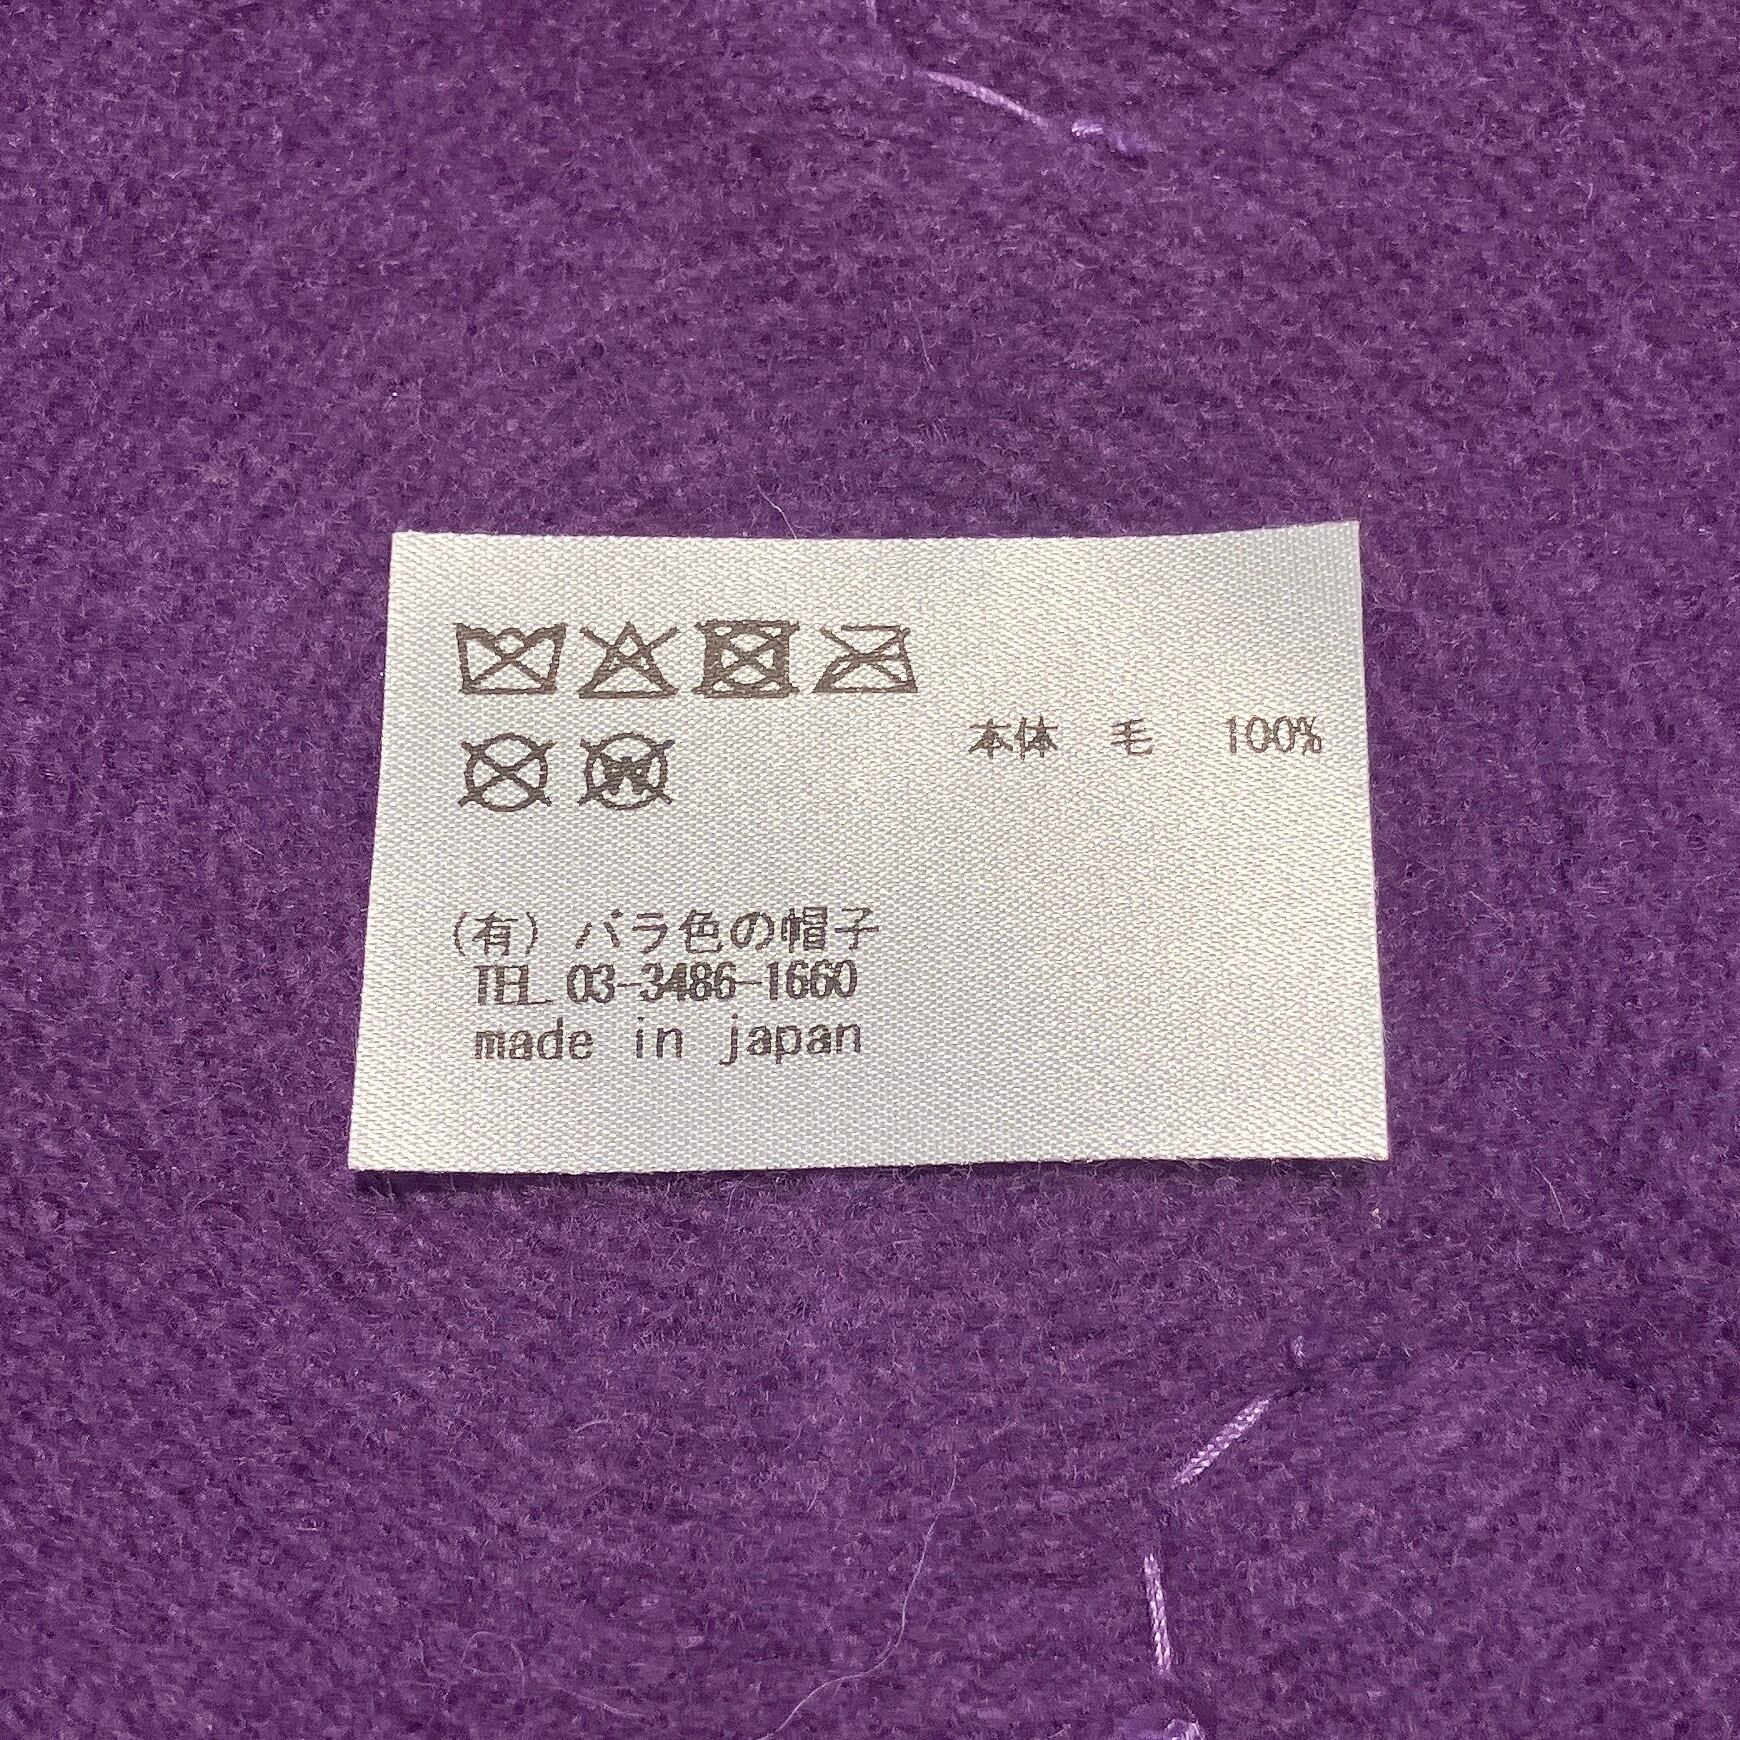 本体 毛 100%
(有) バラ色の帽子
TEL 03-3486-1660
made in japan